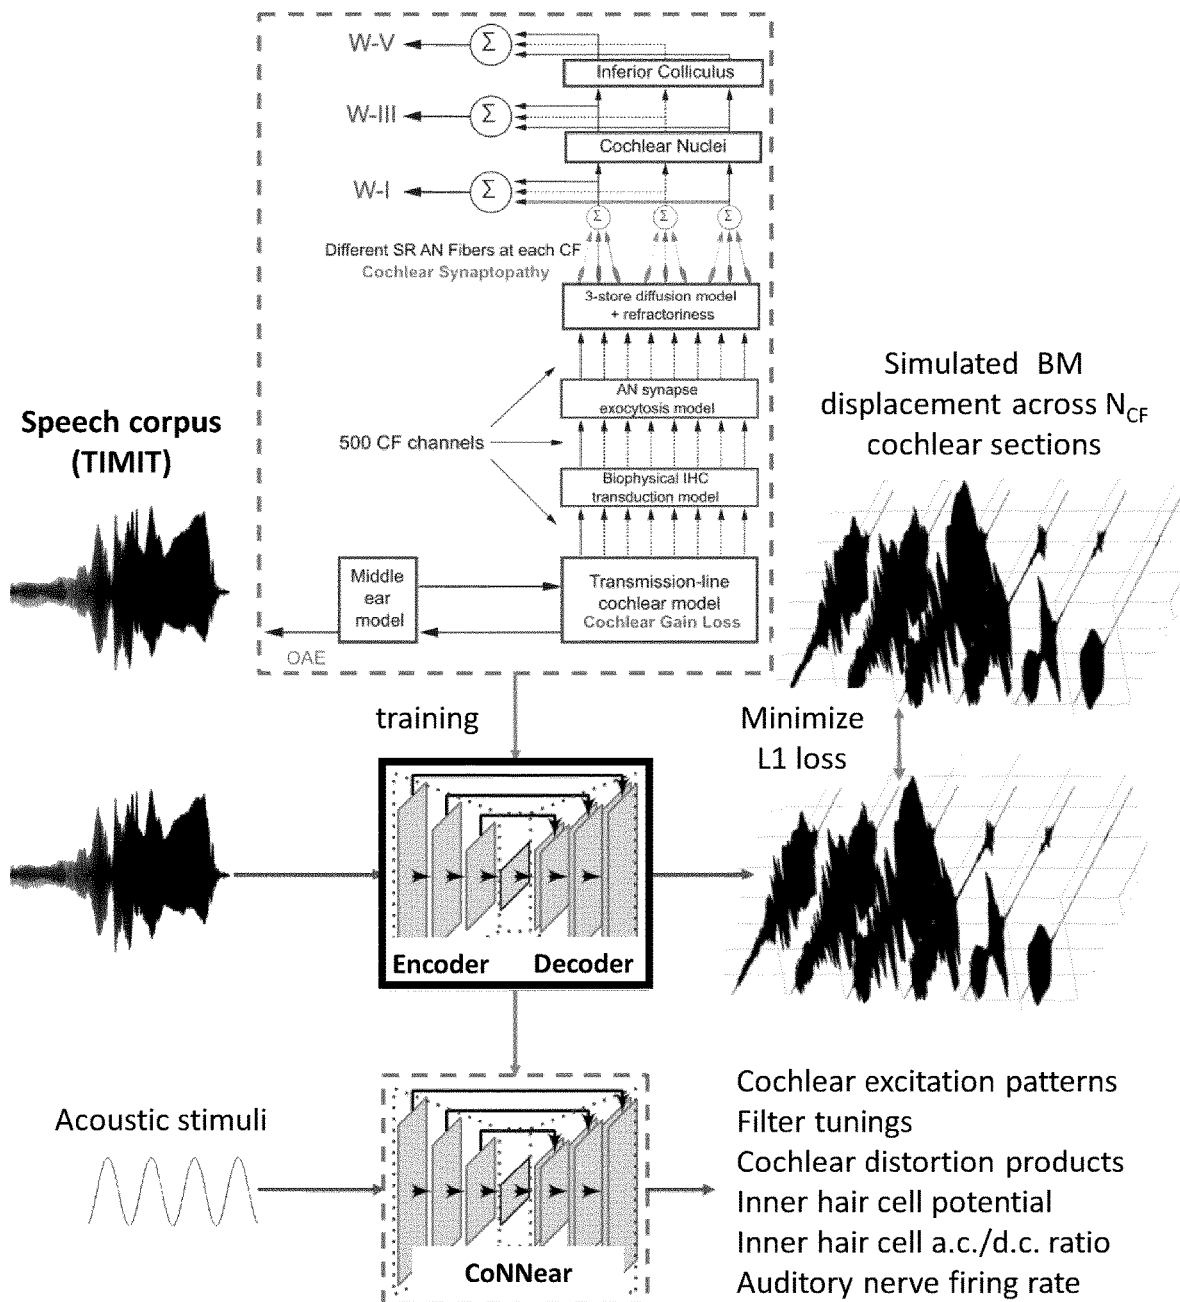 W-V
Σ
Inferior Colliculus
W-III
Σ
Cochlear Nuclei
W-I
Σ
Σ
Σ
Σ
Different SR AN Fibers at each CF
Cochlear Synaptopathy
3-store diffusion model
+ refractoriness
AN synapse
exocytosis model
500 CF channels
Biophysical IHC
transduction model
Middle
ear
model
Transmission-line
cochlear model
Cochlear Gain Loss
OAE
Speech corpus
(TIMIT)
Simulated BM
displacement across NCF
cochlear sections
training
Minimize
L1 loss
Encoder
Decoder
Acoustic stimuli
CoNNear
Cochlear excitation patterns
Filter tunings
Cochlear distortion products
Inner hair cell potential
Inner hair cell a.c./d.c. ratio
Auditory nerve firing rate